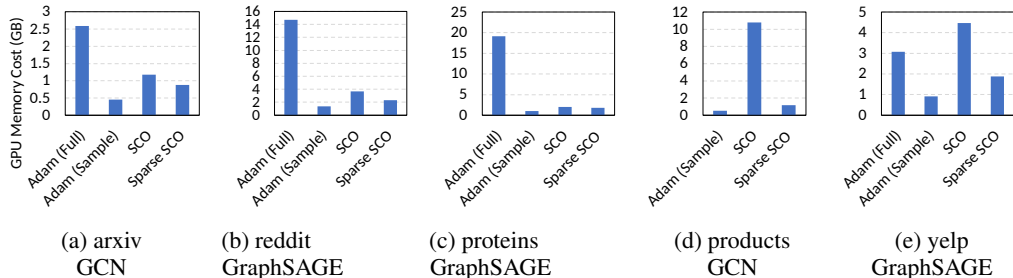 GPU Memory Cost (GB)
3
2.5
2
1.5
1
0.5
0
Adam (Full)
Adam (Sample)
SCO
Sparse SCO
(a) arxiv
GCN
16
14
12
10
8
6
4
2
0
Adam (Full)
Adam (Sample)
SCO
Sparse SCO
(b) reddit
GraphSAGE
25
20
15
10
5
0
Adam (Full)
Adam (Sample)
SCO
Sparse SCO
(c) proteins
GraphSAGE
12
10
8
6
4
2
0
Adam (Sample)
SCO
Sparse SCO
(d) products
GCN
5
4
3
2
1
0
Adam (Full)
Adam (Sample)
SCO
Sparse SCO
(e) yelp
GraphSAGE